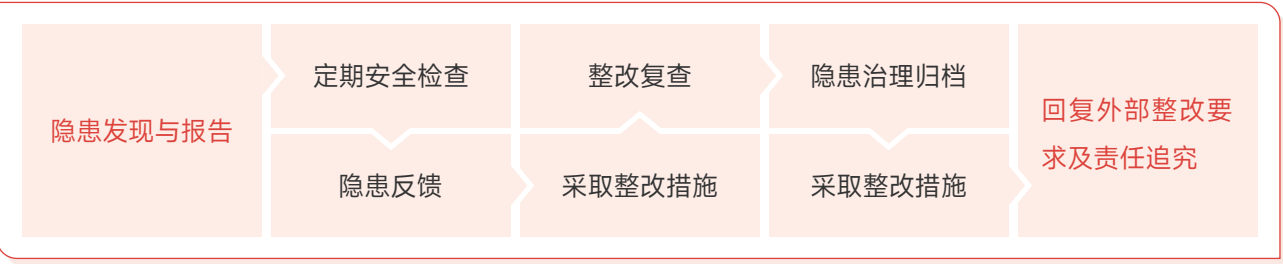 隐患发现与报告
定期安全检查
隐患反馈
整改复查
采取整改措施
隐患治理归档
采取整改措施
回复外部整改要
求及责任追究